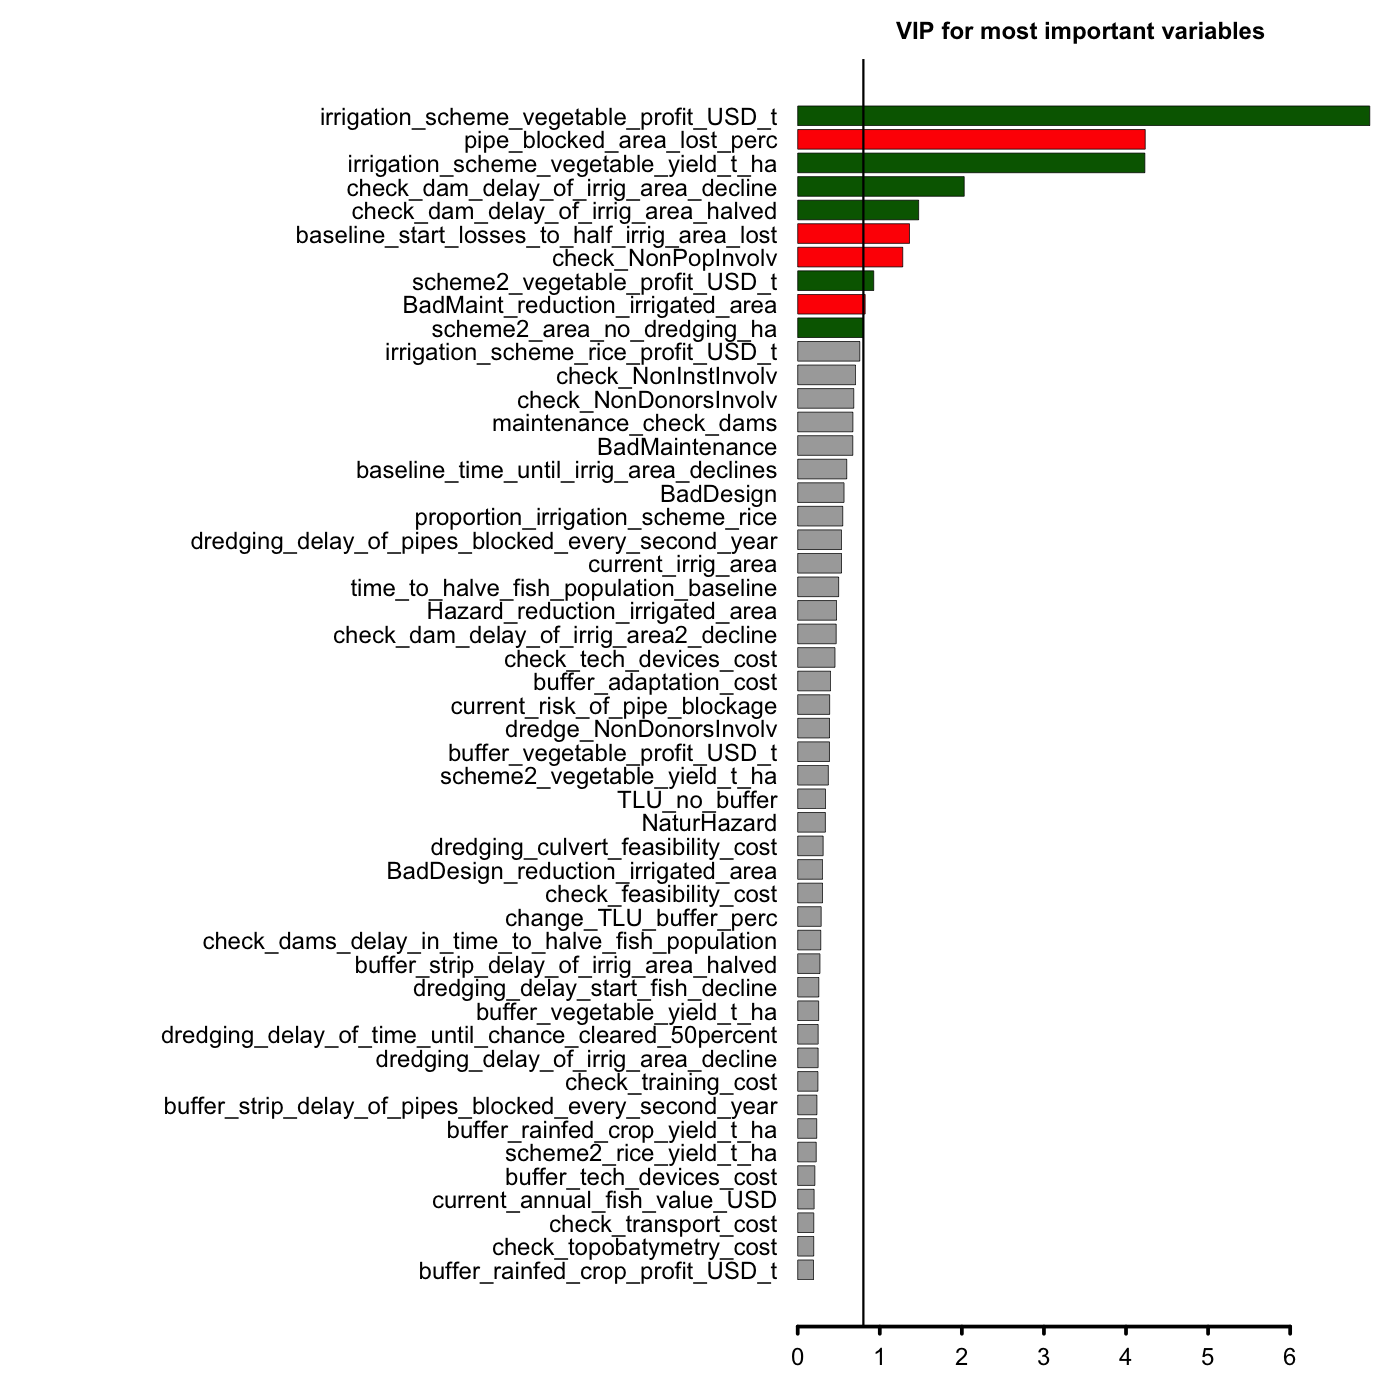 VIP for most important variables
irrigation_scheme_vegetable_profit_USD_t
pipe_blocked_area_lost_perc
irrigation_scheme_vegetable_yield_t_ha
check_dam_delay_of_irrig_area_decline
check_dam_delay_of_irrig_area_halved
baseline_start_losses_to_half_irrig_area_lost
check_NonPopInvolv
scheme2_vegetable_profit_USD_t
BadMaint_reduction_irrigated_area
scheme2_area_no_dredging_ha
irrigation_scheme_rice_profit_USD_t
check_NonInstInvolv
check_NonDonorsInvolv
maintenance_check_dams
BadMaintenance
baseline_time_until_irrig_area_declines
BadDesign
proportion_irrigation_scheme_rice
dredging_delay_of_pipes_blocked_every_second_year
current_irrig_area
time_to_halve_fish_population_baseline
Hazard_reduction_irrigated_area
check_dam_delay_of_irrig_area2_decline
check_tech_devices_cost
buffer_adaptation_cost
current_risk_of_pipe_blockage
dredge_NonDonorsInvolv
buffer_vegetable_profit_USD_t
scheme2_vegetable_yield_t_ha
TLU_no_buffer
NaturHazard
dredging_culvert_feasibility_cost
BadDesign_reduction_irrigated_area
check_feasibility_cost
change_TLU_buffer_perc
check_dams_delay_in_time_to_halve_fish_population
buffer_strip_delay_of_irrig_area_halved
dredging_delay_start_fish_decline
buffer_vegetable_yield_t_ha
dredging_delay_of_time_until_chance_cleared_50percent
dredging_delay_of_irrig_area_decline
check_training_cost
buffer_strip_delay_of_pipes_blocked_every_second_year
buffer_rainfed_crop_yield_t_ha
scheme2_rice_yield_t_ha
buffer_tech_devices_cost
current_annual_fish_value_USD
check_transport_cost
check_topobatymetry_cost
buffer_rainfed_crop_profit_USD_t
0 1 2 3 4 5 6